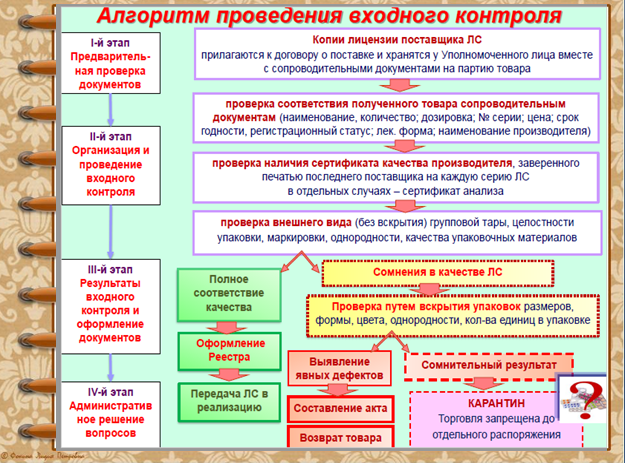 Алгоритм проведения входного контроля
I-й этап
Предваритель-
ная проверка
документов
Копии лицензии поставщика ЛС
прилагаются к договору о поставке и хранятся у Уполномоченного лица вместе
с сопроводительными документами на партию товара
II-й этап
Организация и
проведение
входного
контроля
проверка соответствия полученного товара сопроводительным
документам (наименование, количество; дозировка; № серии; цена; срок
годности, регистрационный статус; лек. форма; наименование производителя)
проверка наличия сертификата качества производителя, заверенного
печатью последнего поставщика на каждую серию ЛС
в отдельных случаях – сертификат анализа
проверка внешнего вида (без вскрытия) групповой тары, целостности
упаковки, маркировки, однородности, качества упаковочных материалов
III-й этап
Результаты
входного
контроля и
оформление
документов
Полное
соответствие
качества
Сомнения в качестве ЛС
Проверка путем вскрытия упаковок размеров,
формы, цвета, однородности, кол-ва единиц в упаковке
Оформление
Реестра
Выявление
явных дефектов
Сомнительный результат
IV-й этап
Административ
ное решение
вопросов
Передача ЛС в
реализацию
Составление акта
Возврат товара
КАРАНТИН
Торговля запрещена до
отдельного распоряжения
?